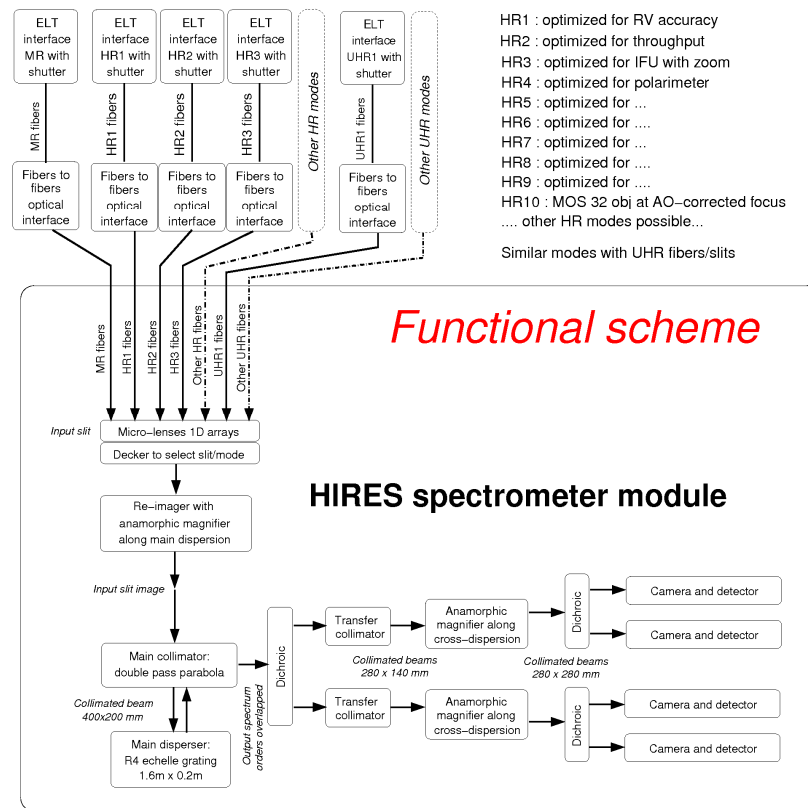 ELT
interface
MR with
shutter
ELT
interface
HR1 with
shutter
ELT
interface
HR2 with
shutter
ELT
interface
HR3 with
shutter
Other HR modes
ELT
interface
UHR1 with
shutter
Other UHR modes
HR1 : optimized for RV accuracy
HR2 : optimized for throughput
HR3 : optimized for IFU with zoom
HR4 : optimized for polarimeter
HR5 : optimized for ...
HR6 : optimized for ....
HR7 : optimized for ...
HR8 : optimized for ....
HR9 : optimized for ....
HR10 : MOS 32 obj at AO−corrected focus
.... other HR modes possible...
Similar modes with UHR fibers/slits
MR fibers
HR1 fibers
HR2 fibers
HR3 fibers
UHR1 fibers
Fibers to
fibers
optical
interface
Fibers to
fibers
optical
interface
Fibers to
fibers
optical
interface
Fibers to
fibers
optical
interface
Fibers to
fibers
optical
interface
Functional scheme
MR fibers
HR1 fibers
HR2 fibers
HR3 fibers
Other HR fibers
UHR1 fibers
Other UHR fibers
Input slit
Micro−lenses 1D arrays
Decker to select slit/mode
HIRES spectrometer module
Re−imager with
anamorphic magnifier
along main dispersion
Input slit image
Main collimator:
double pass parabola
Collimated beam
400x200 mm
Main disperser:
R4 echelle grating
1.6m x 0.2m
Output spectrum
orders overlapped
Dichroic
Transfer
collimator
Anamorphic
magnifier along
cross−dispersion
Dichroic
Camera and detector
Camera and detector
Collimated beams
280 x 140 mm
Collimated beams
280 x 280 mm
Transfer
collimator
Anamorphic
magnifier along
cross−dispersion
Dichroic
Camera and detector
Camera and detector